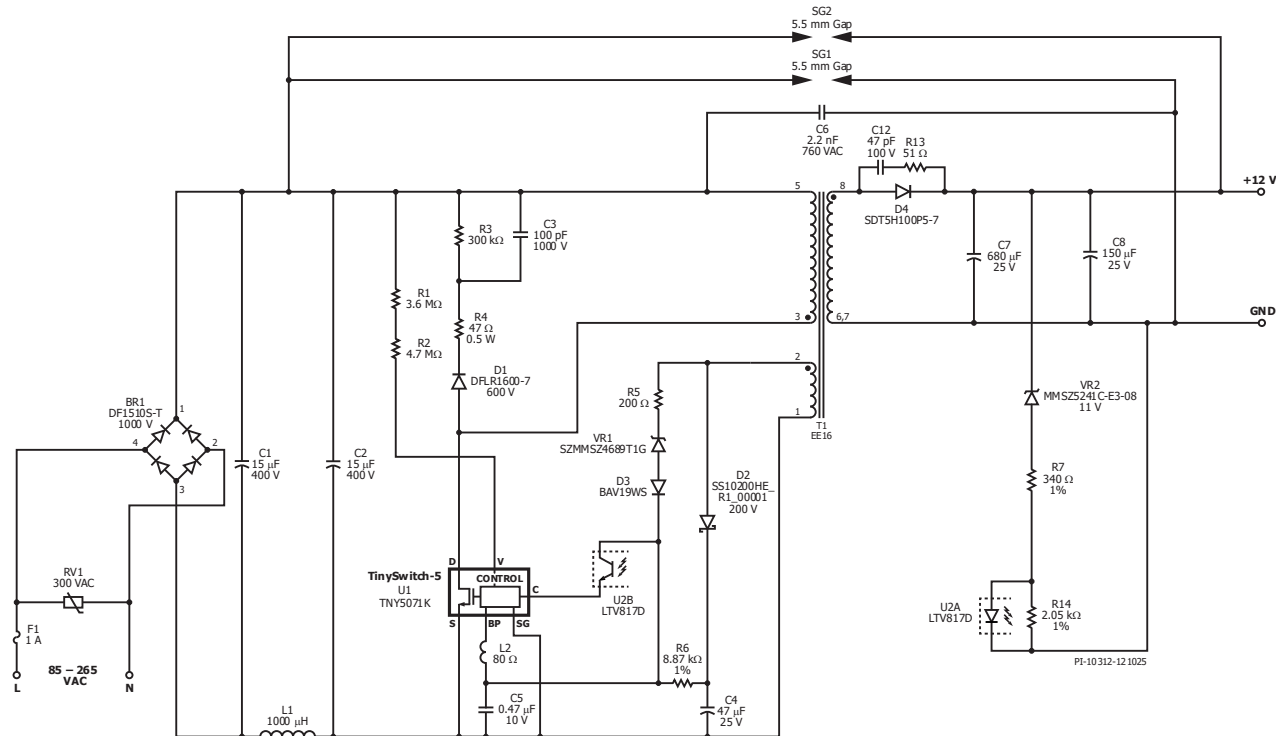 SG2
5.5 mm Gap
SG1
5.5 mm Gap
C6
2.2 nF
760 VAC
C12
47 pF
100 V
R13
51 Ω
5
8
+12 V
D4
SDT5H100P5-7
R3
300 kΩ
C3
100 pF
1000 V
C7
680 µF
25 V
C8
150 µF
25 V
R1
3.6 MΩ
R4
47 Ω
0.5 W
3
6,7
GND
R2
4.7 MΩ
D1
DFLR1600-7
600 V
2
R5
200 Ω
VR2
MMSZ5241C-E3-08
11 V
BR1
DF1510S-T
1000 V
1
4
2
3
1
T1
EE16
VR1
SZMMSZ4689T1G
C1
15 µF
400 V
C2
15 µF
400 V
D3
BAV19WS
D2
SS10200HE_
R1_00001
200 V
R7
340 Ω
1%
RV1
300 VAC
TinySwitch-5
U1
TNY5071K
D
V
CONTROL
C
S
BP
SG
U2B
LTV817D
U2A
LTV817D
R14
2.05 kΩ
1%
F1
1 A
L2
80 Ω
R6
8.87 kΩ
1%
PI-10312-121025
85 – 265
VAC
L
N
C5
0.47 µF
10 V
C4
47 µF
25 V
L1
1000 µH